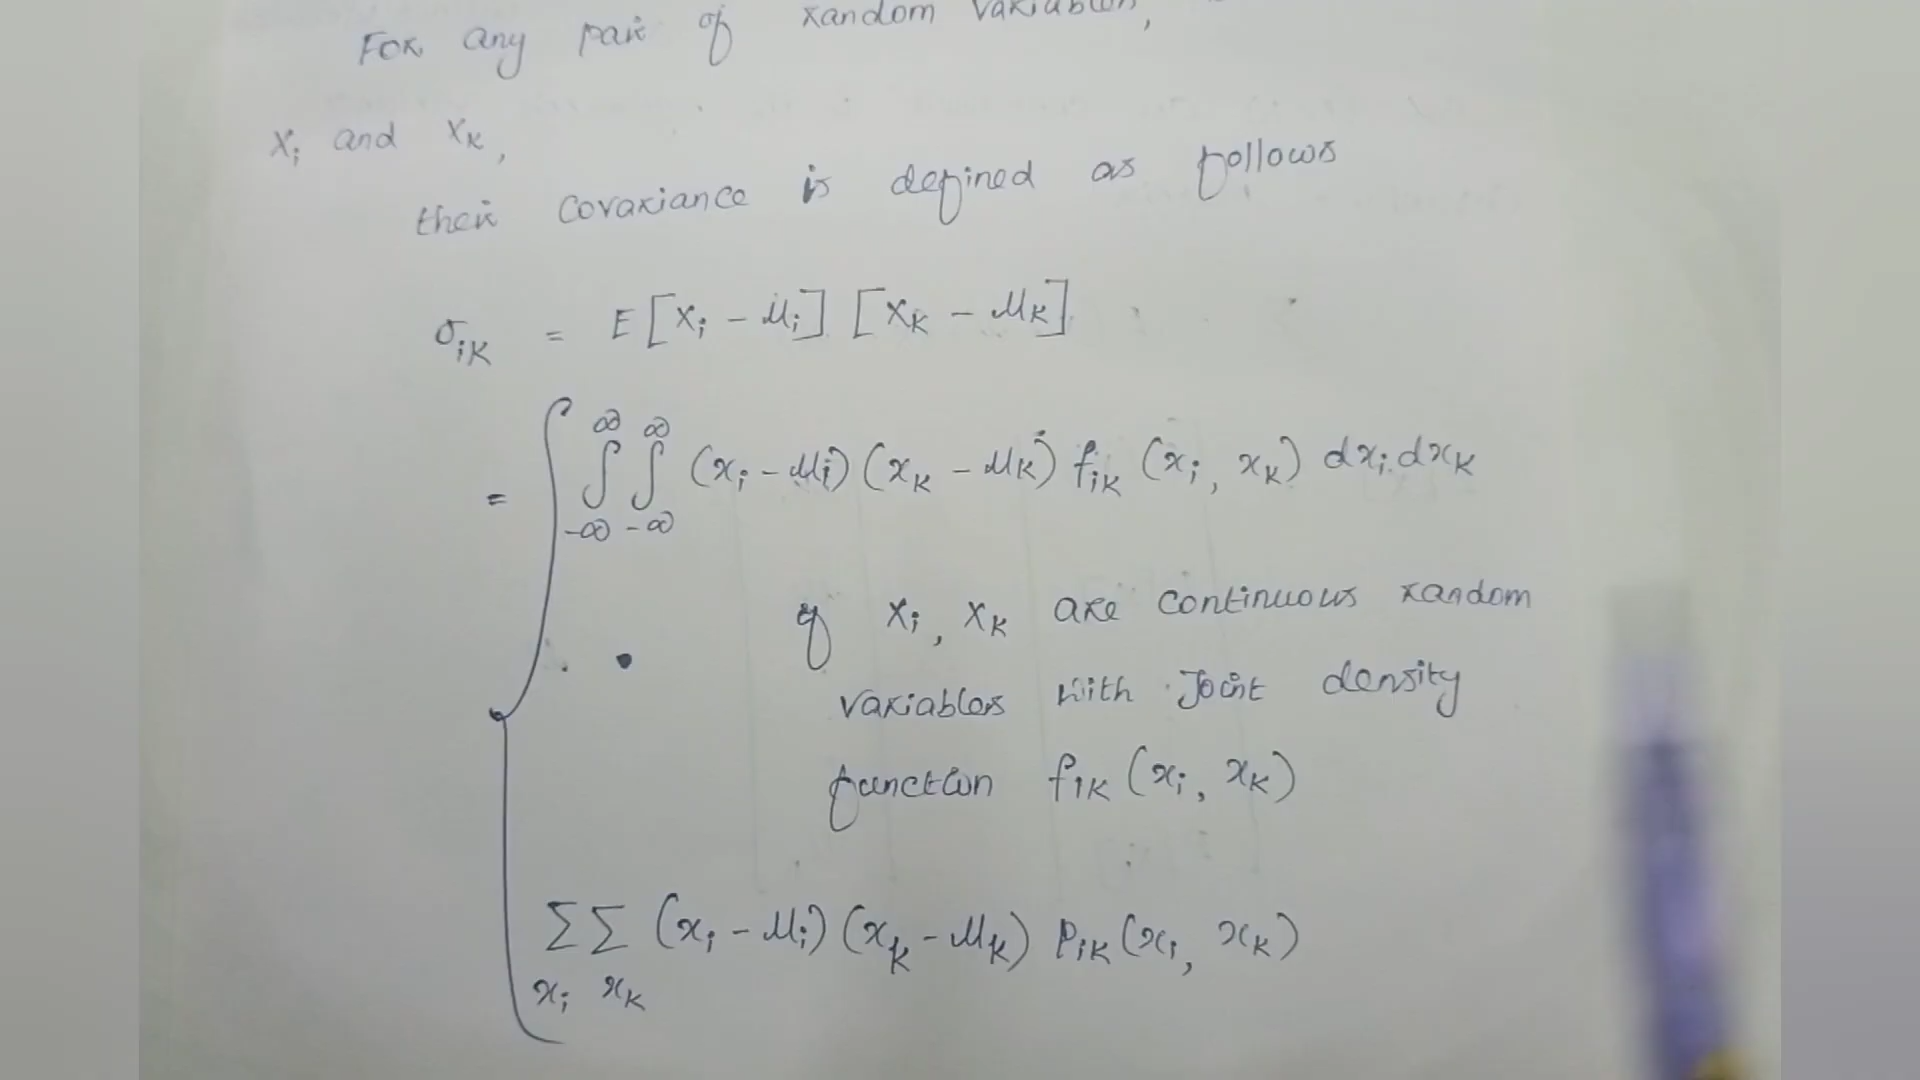 For any pair of random variables,
Xi and XK,
their covariance is defined as follows
σiK = E[Xi - μi] [XK - μK]
= { ∫∞-∞ ∫∞-∞ (xi - μi) (xK - μK) fiK (xi, xK) dxi dxK
if Xi, XK are continuous random
variables with Joint density
function fiK (xi, xK)
ΣΣ (xi - μi) (xk - μk) PiK (xi, xK)
xi xK